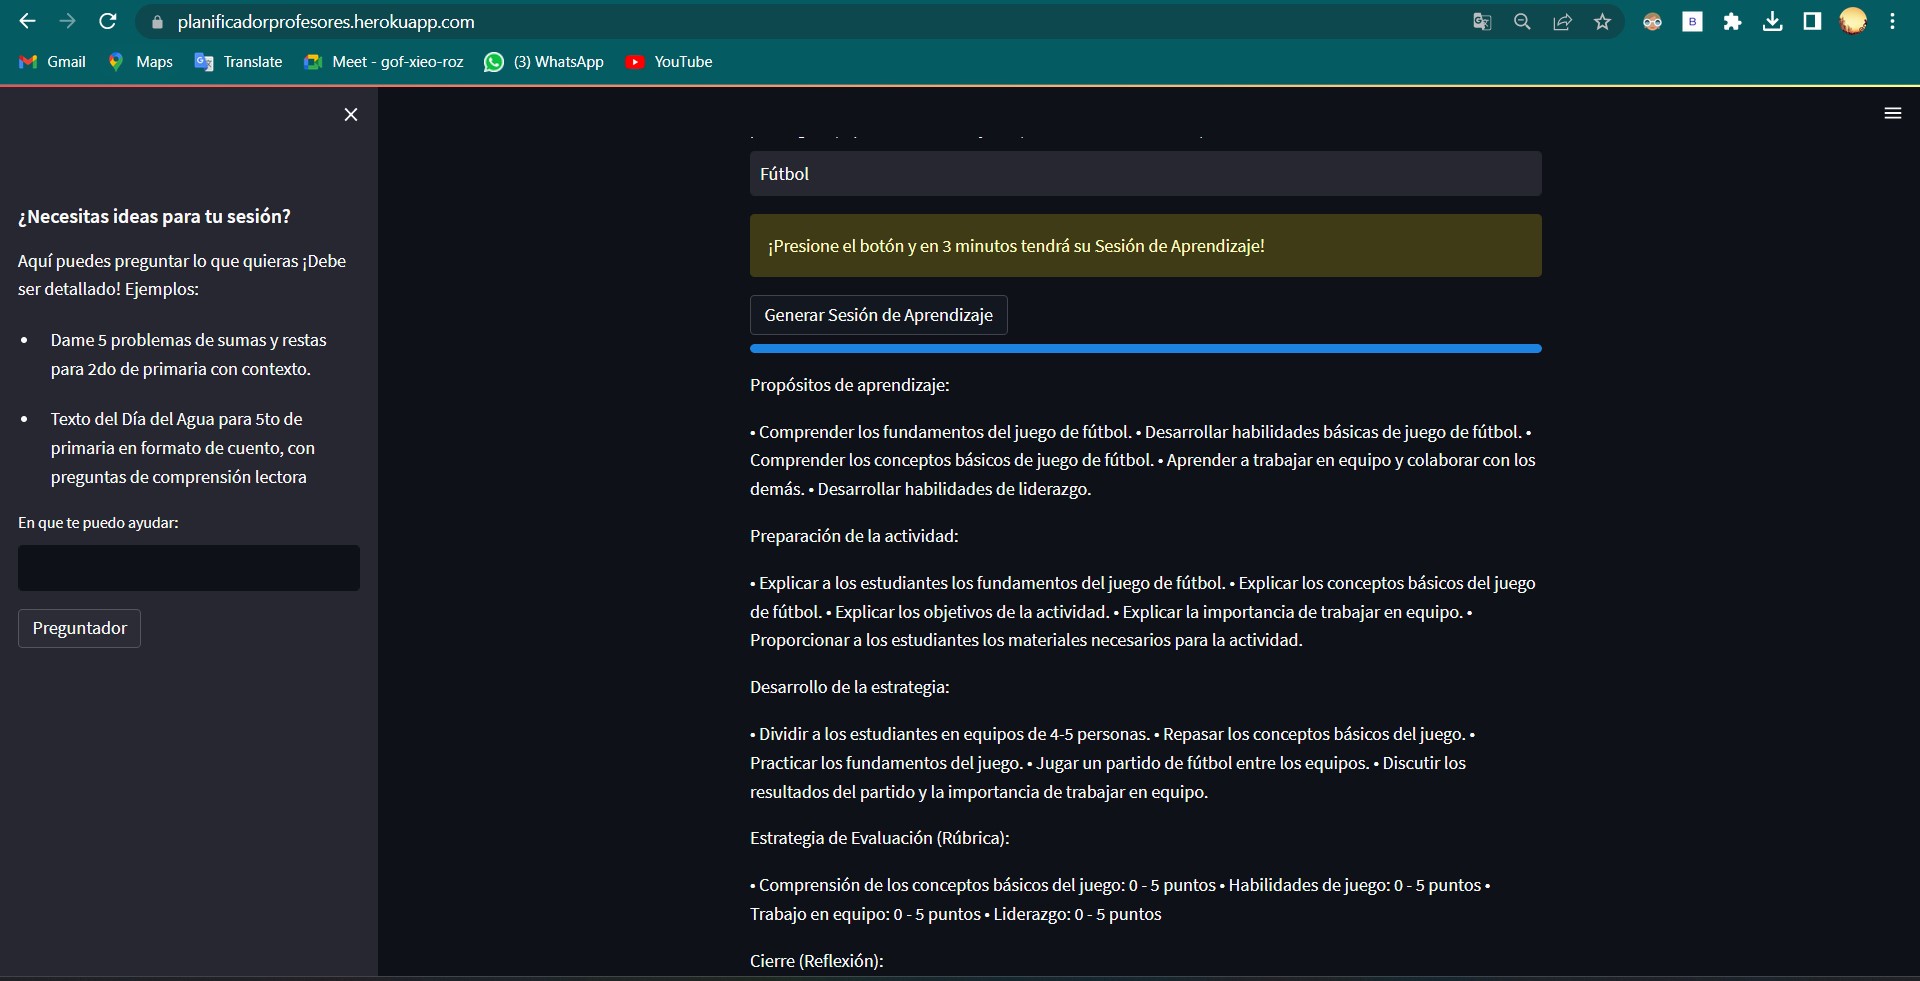 planificadorprofesores.herokuapp.com
Gmail
Maps
Translate
Meet - gof-xieo-roz
(3) WhatsApp
YouTube
¿Necesitas ideas para tu sesión?
Aquí puedes preguntar lo que quieras ¡Debe
ser detallado! Ejemplos:
• Dame 5 problemas de sumas y restas
para 2do de primaria con contexto.
• Texto del Día del Agua para 5to de
primaria en formato de cuento, con
preguntas de comprensión lectora
En que te puedo ayudar:
Preguntador
Fútbol
¡Presione el botón y en 3 minutos tendrá su Sesión de Aprendizaje!
Generar Sesión de Aprendizaje
Propósitos de aprendizaje:
• Comprender los fundamentos del juego de fútbol. • Desarrollar habilidades básicas de juego de fútbol. •
Comprender los conceptos básicos de juego de fútbol. • Aprender a trabajar en equipo y colaborar con los
demás. • Desarrollar habilidades de liderazgo.
Preparación de la actividad:
• Explicar a los estudiantes los fundamentos del juego de fútbol. • Explicar los conceptos básicos del juego
de fútbol. • Explicar los objetivos de la actividad. • Explicar la importancia de trabajar en equipo. •
Proporcionar a los estudiantes los materiales necesarios para la actividad.
Desarrollo de la estrategia:
• Dividir a los estudiantes en equipos de 4-5 personas. • Repasar los conceptos básicos del juego. •
Practicar los fundamentos del juego. • Jugar un partido de fútbol entre los equipos. • Discutir los
resultados del partido y la importancia de trabajar en equipo.
Estrategia de Evaluación (Rúbrica):
• Comprensión de los conceptos básicos del juego: 0 - 5 puntos • Habilidades de juego: 0 - 5 puntos •
Trabajo en equipo: 0 - 5 puntos • Liderazgo: 0 - 5 puntos
Cierre (Reflexión):